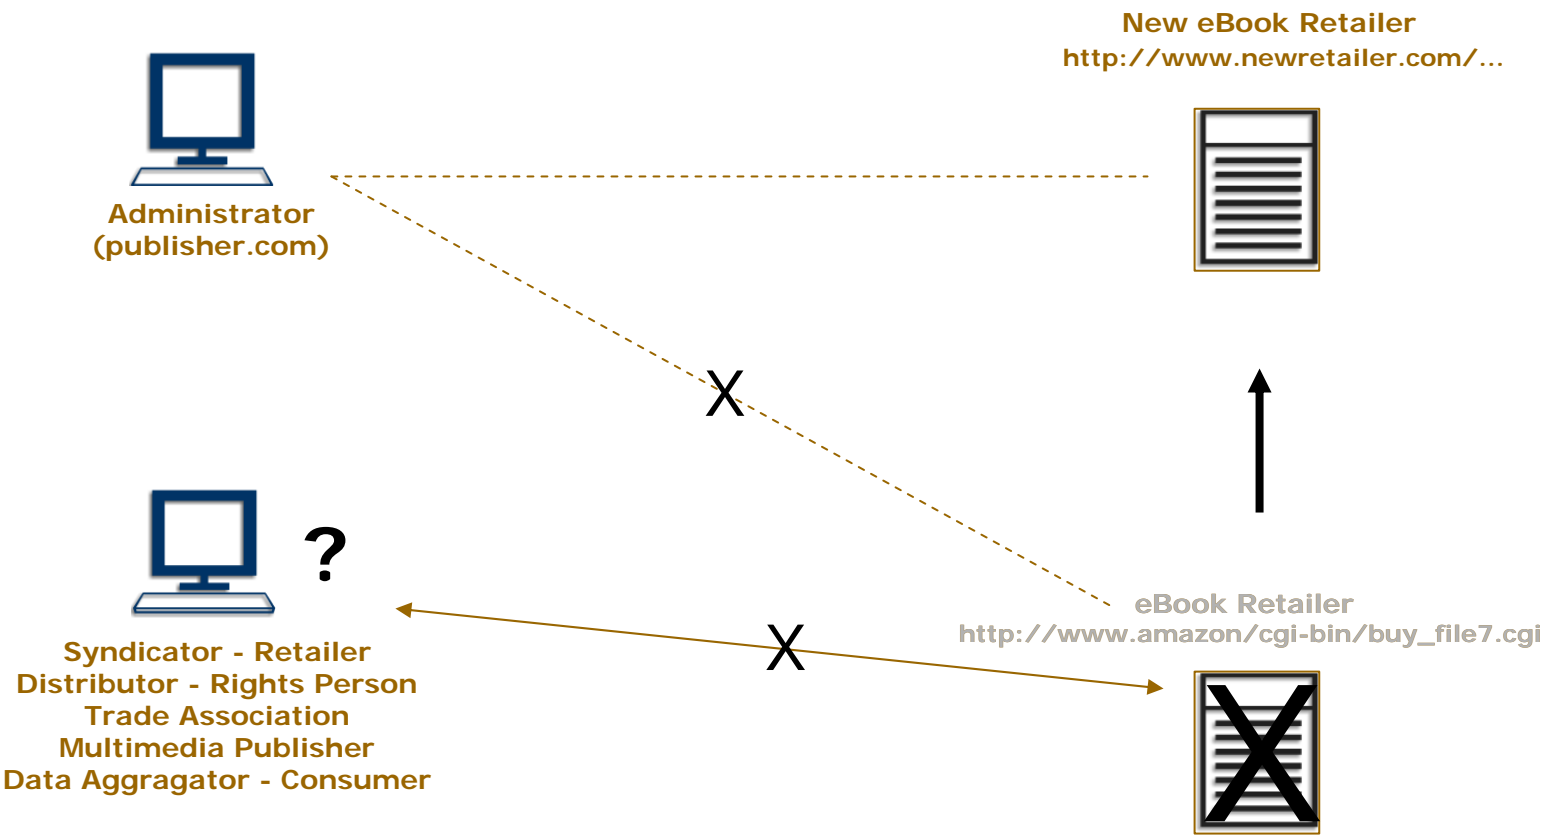 New eBook Retailer
http://www.newretailer.com/...
Administrator
(publisher.com)
X
?
eBook Retailer
http://www.amazon/cgi-bin/buy_file7.cgi
X
Syndicator - Retailer
Distributor - Rights Person
Trade Association
Multimedia Publisher
Data Aggragator - Consumer
X